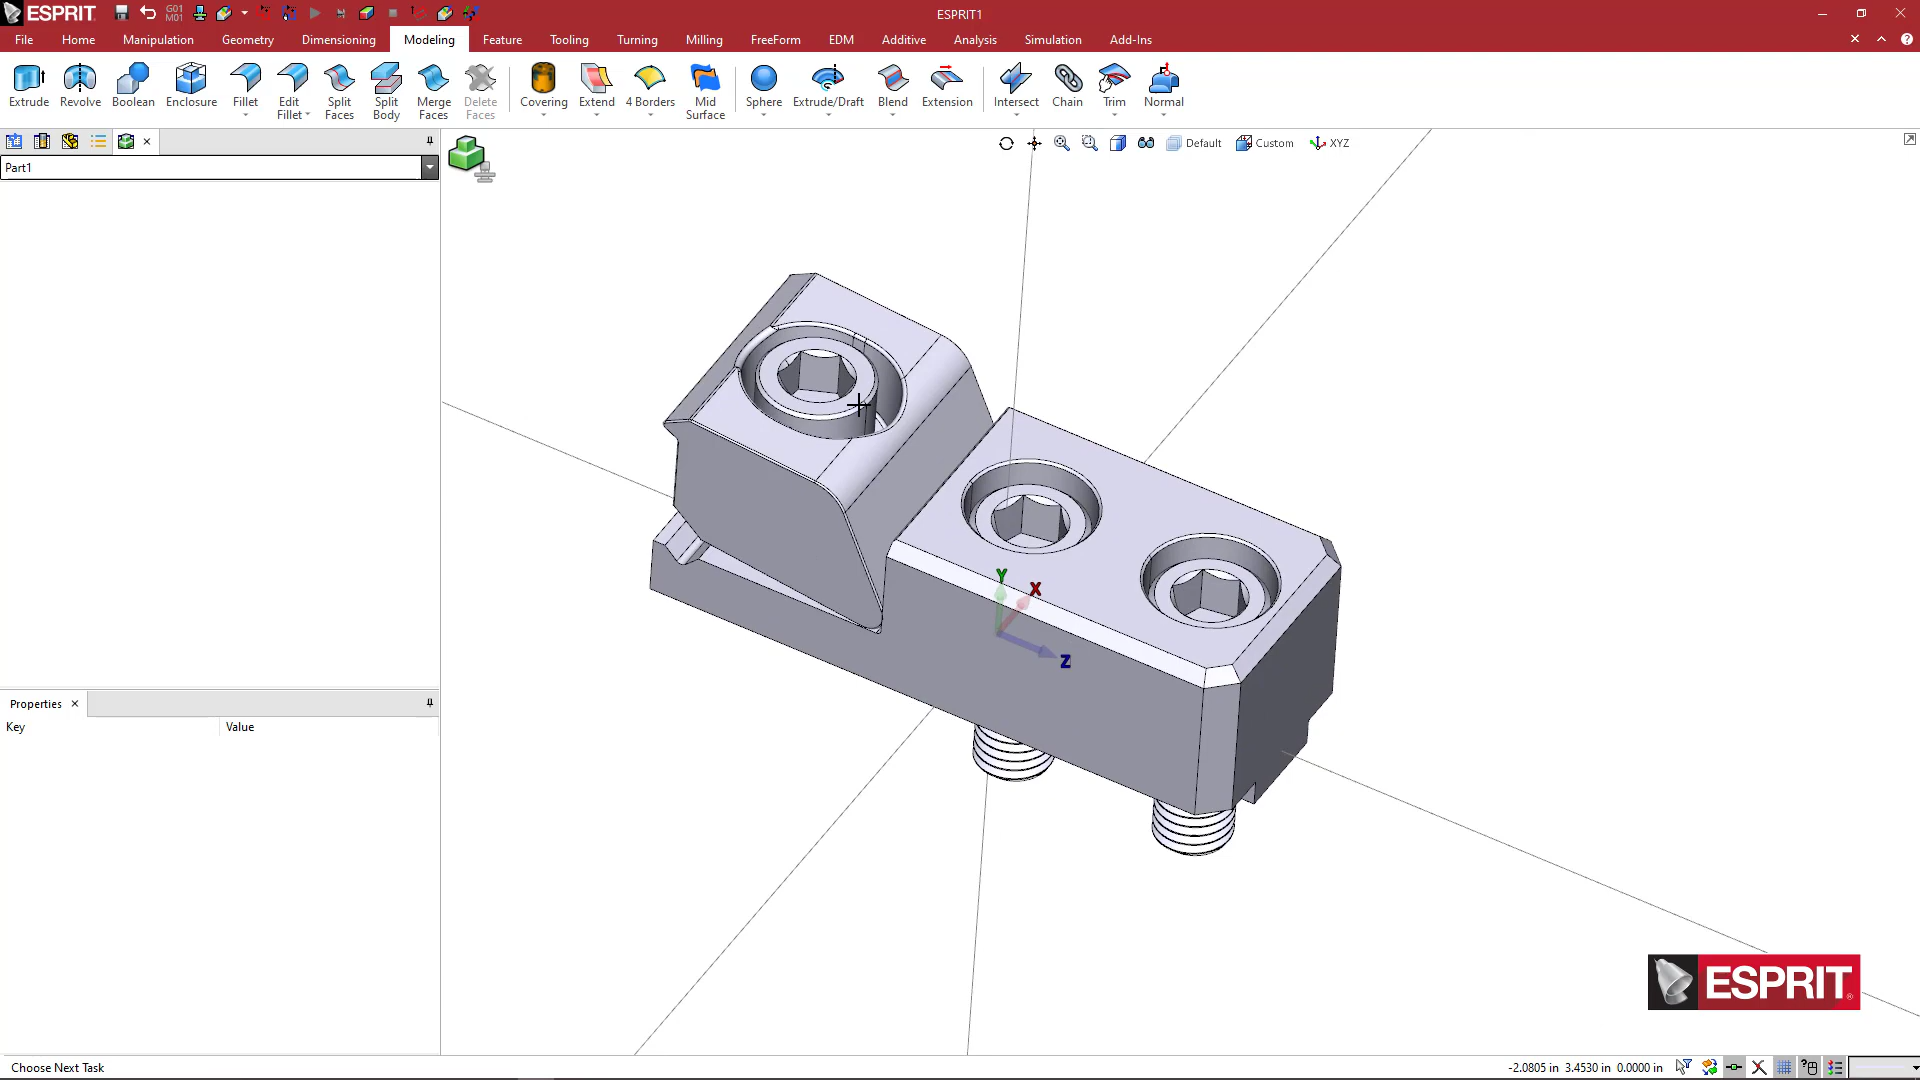 ESPRIT
G01
M01
ESPRIT1
File Home Manipulation Geometry Dimensioning Modeling Feature Tooling Turning Milling FreeForm EDM Additive Analysis Simulation Add-Ins
Extrude Revolve Boolean Enclosure Fillet Edit Fillet Split Faces Split Body Merge Faces Delete Faces Covering Extend 4 Borders Mid Surface Sphere Extrude/Draft Blend Extension Intersect Chain Trim Normal
Default Custom XYZ
Part1
Y
X
Z
Properties
Key Value
ESPRIT®
Choose Next Task
-2.0805 in 3.4530 in 0.0000 in